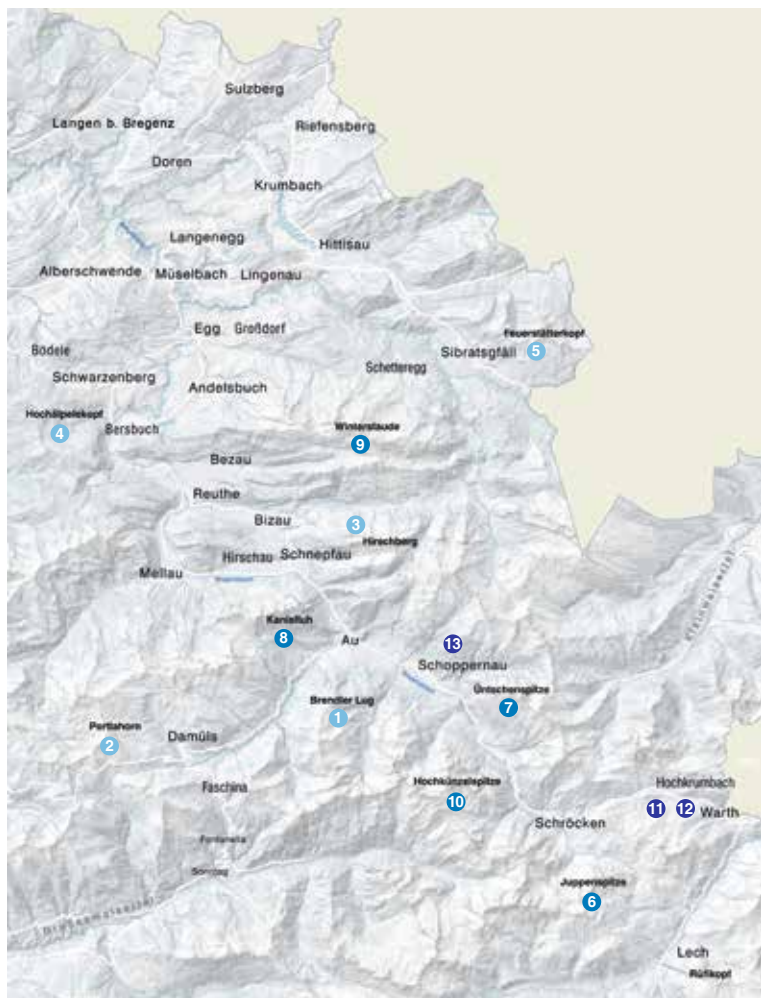 Sulzberg
Langen b. Bregenz
Riefensberg
Doren
Krumbach
Langenegg
Hittisau
Alberschwende
Müselbach
Lingenau
Egg
Großdorf
Feuerstätterkopf
5
Bödele
Sibratsgfäll
Schetteregg
Schwarzenberg
Andelsbuch
Hochälpelekopf
4
Bersbuch
Winterstaude
9
Bezau
Reuthe
Bizau
3
Hirschberg
Hirschau
Schnepfau
Mellau
Kanisfluh
8
Au
13
Schoppernau
Üntschenspitze
7
Brendler Lug
1
Portlahorn
2
Damüls
Faschina
Hochkünzelspitze
10
Hochkrumbach
11
12
Warth
Schröcken
Fontanella
Sonntag
Juppenspitze
6
Lech
Rüfikopf